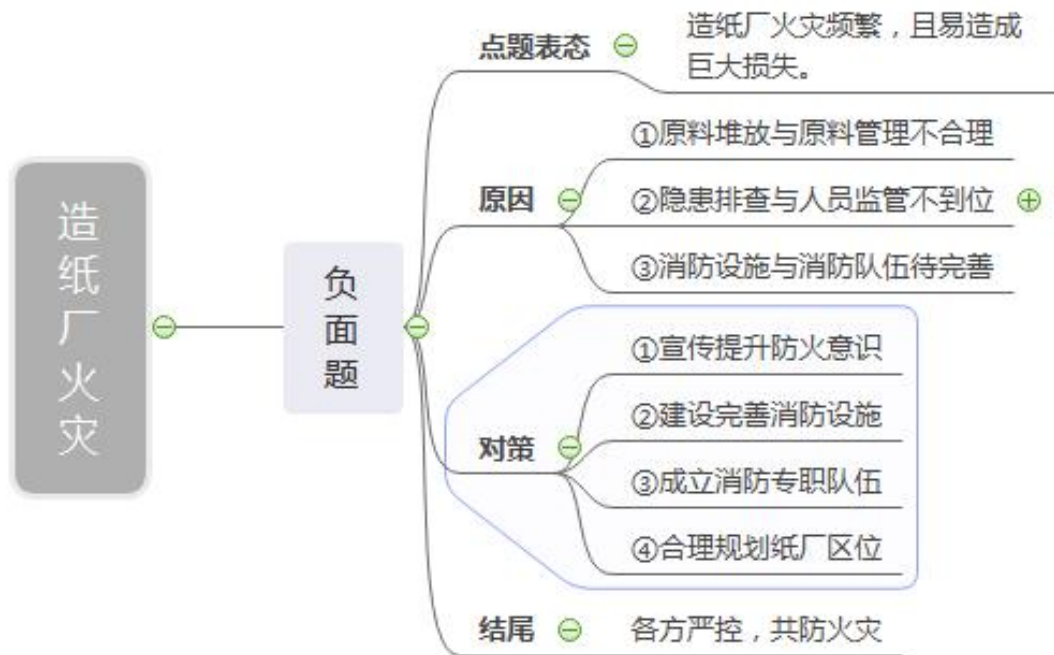 造纸厂火灾
负面题
点题表态
造纸厂火灾频繁，且易造成
巨大损失。
原因
①原料堆放与原料管理不合理
②隐患排查与人员监管不到位
③消防设施与消防队伍待完善
对策
①宣传提升防火意识
②建设完善消防设施
③成立消防专职队伍
④合理规划纸厂区位
结尾
各方严控，共防火灾